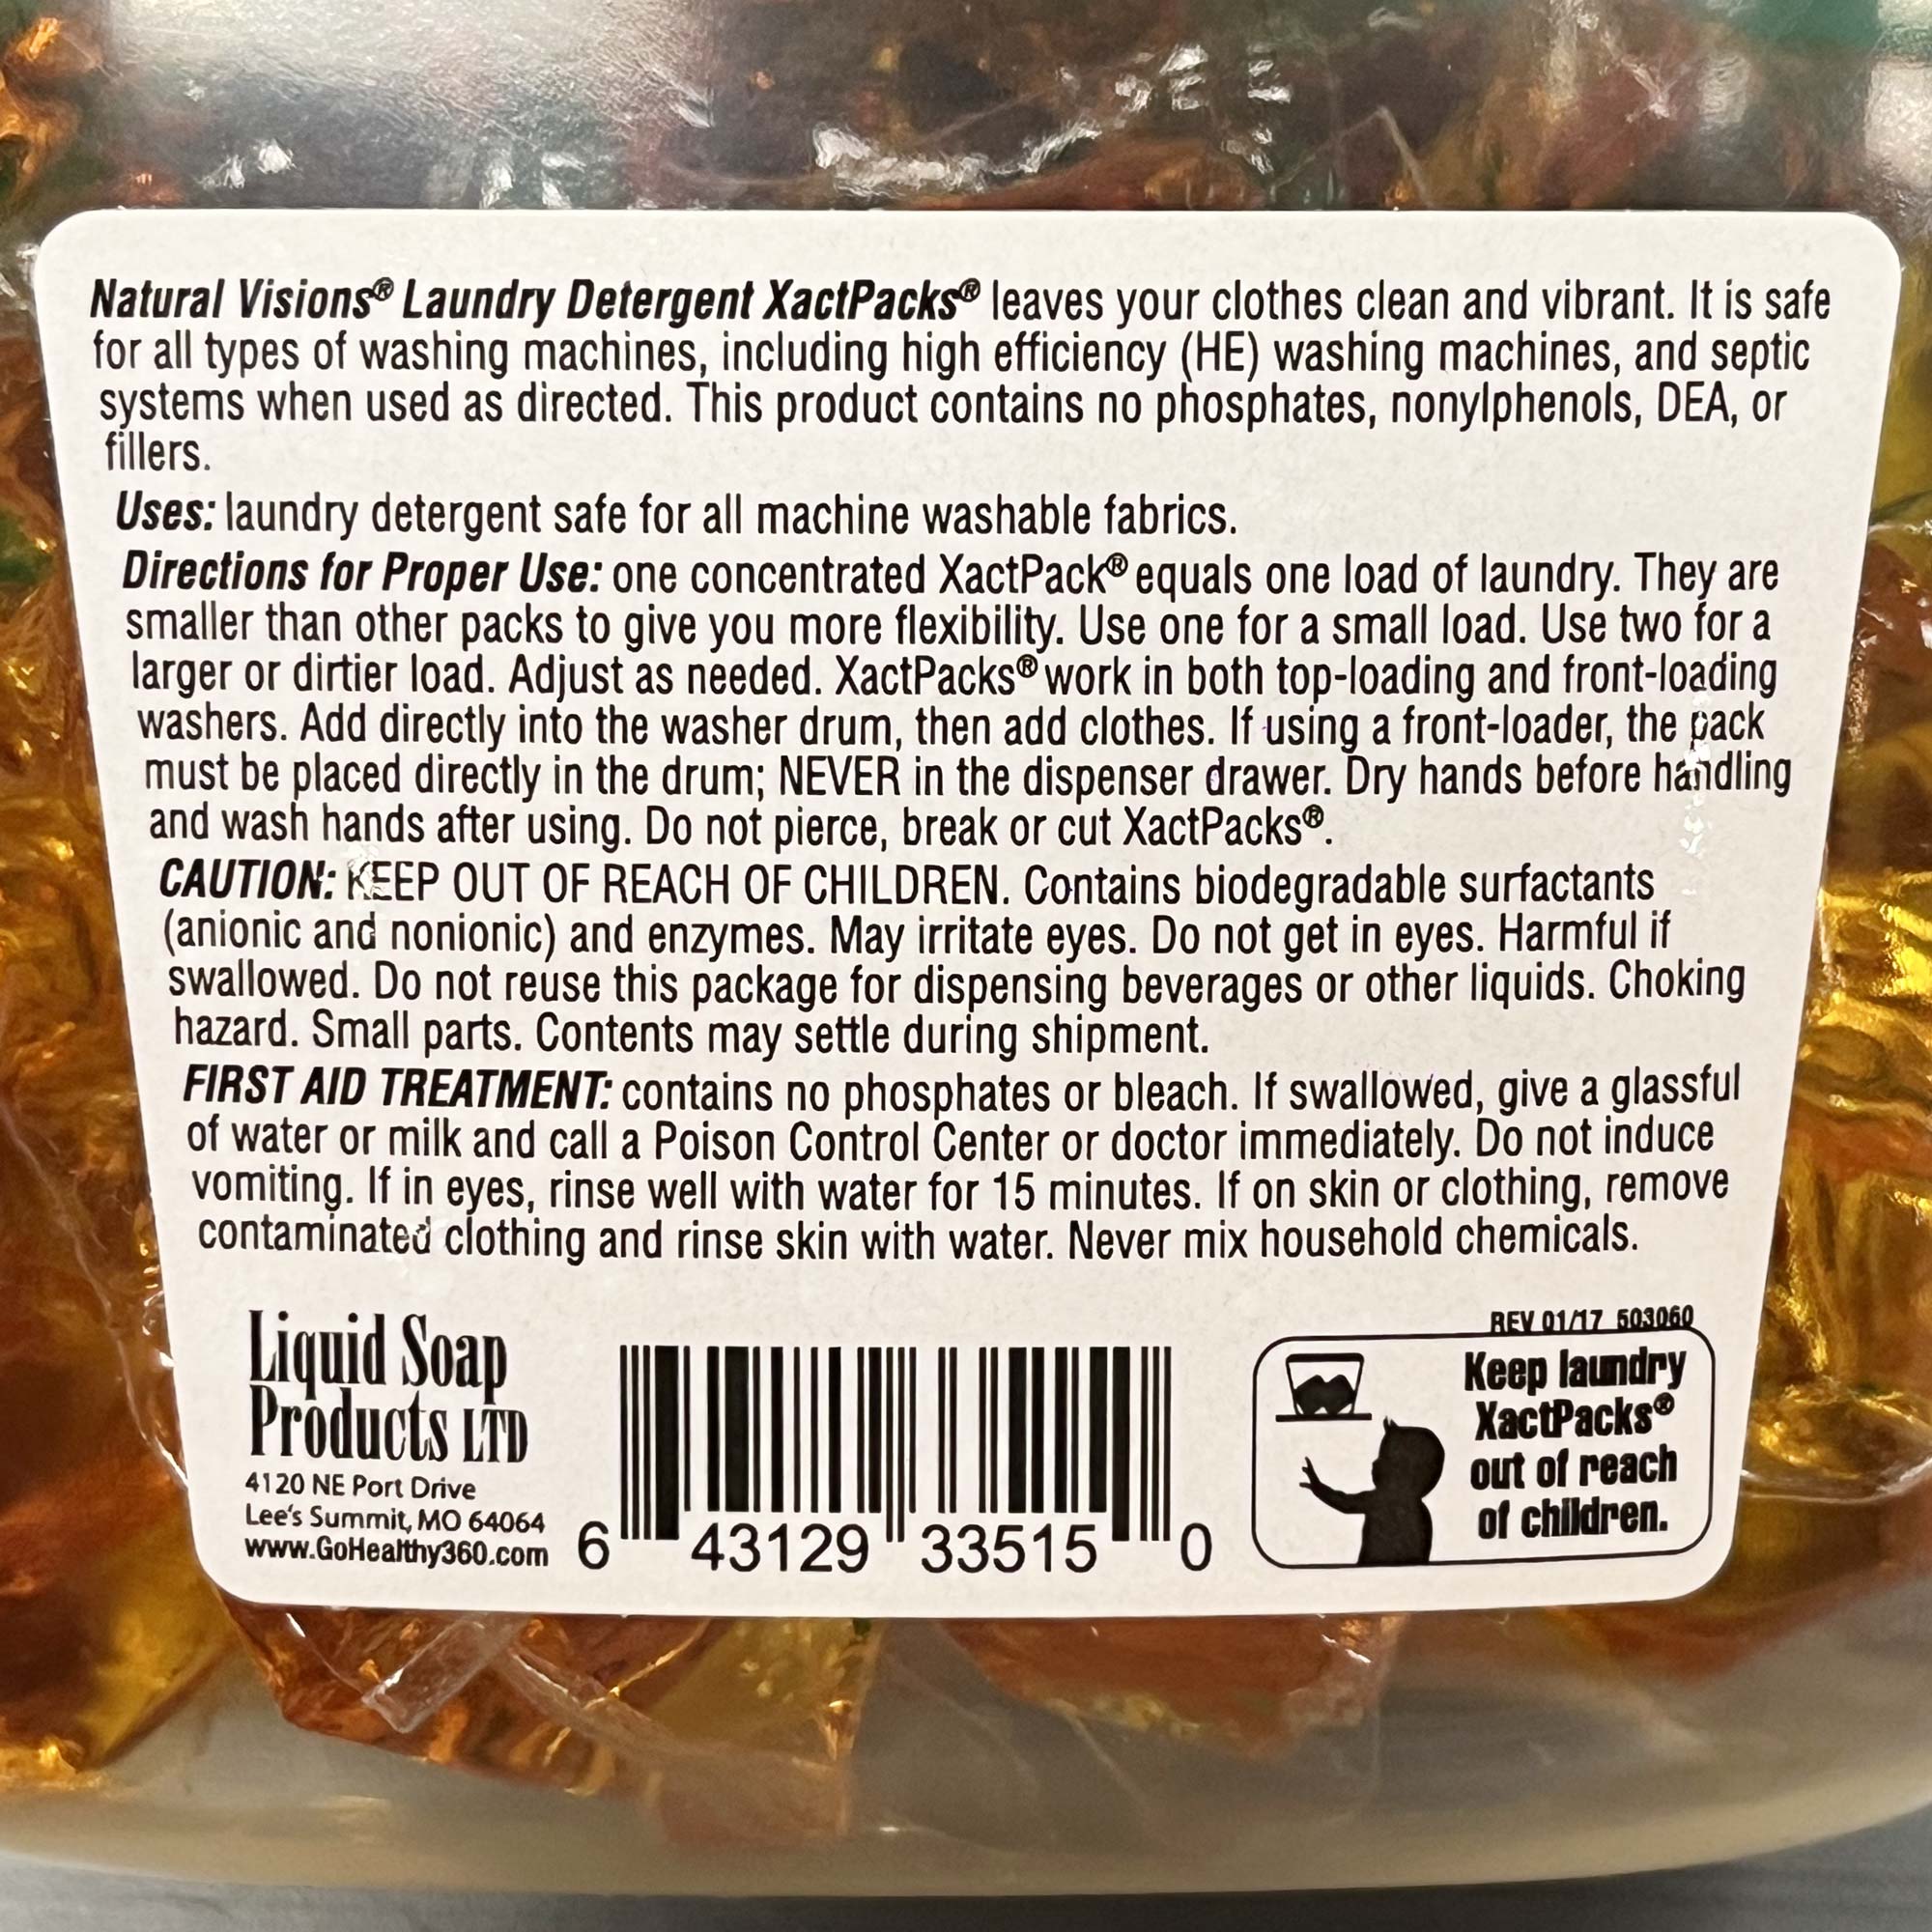 Natural Visions® Laundry Detergent XactPacks® leaves your clothes clean and vibrant. It is safe
for all types of washing machines, including high efficiency (HE) washing machines, and septic
systems when used as directed. This product contains no phosphates, nonylphenols, DEA, or
fillers.
Uses: laundry detergent safe for all machine washable fabrics.
Directions for Proper Use: one concentrated XactPack® equals one load of laundry. They are
smaller than other packs to give you more flexibility. Use one for a small load. Use two for a
larger or dirtier load. Adjust as needed. XactPacks® work in both top-loading and front-loading
washers. Add directly into the washer drum, then add clothes. If using a front-loader, the pack
must be placed directly in the drum; NEVER in the dispenser drawer. Dry hands before handling
and wash hands after using. Do not pierce, break or cut XactPacks®.
CAUTION: KEEP OUT OF REACH OF CHILDREN. Contains biodegradable surfactants
(anionic and nonionic) and enzymes. May irritate eyes. Do not get in eyes. Harmful if
swallowed. Do not reuse this package for dispensing beverages or other liquids. Choking
hazard. Small parts. Contents may settle during shipment.
FIRST AID TREATMENT: contains no phosphates or bleach. If swallowed, give a glassful
of water or milk and call a Poison Control Center or doctor immediately. Do not induce
vomiting. If in eyes, rinse well with water for 15 minutes. If on skin or clothing, remove
contaminated clothing and rinse skin with water. Never mix household chemicals.
Liquid Soap
Products LTD
4120 NE Port Drive
Lee's Summit, MO 64064
www.GoHealthy360.com
6 43129 33515 0
REV 01/17 503060
Keep laundry
XactPacks®
out of reach
of children.